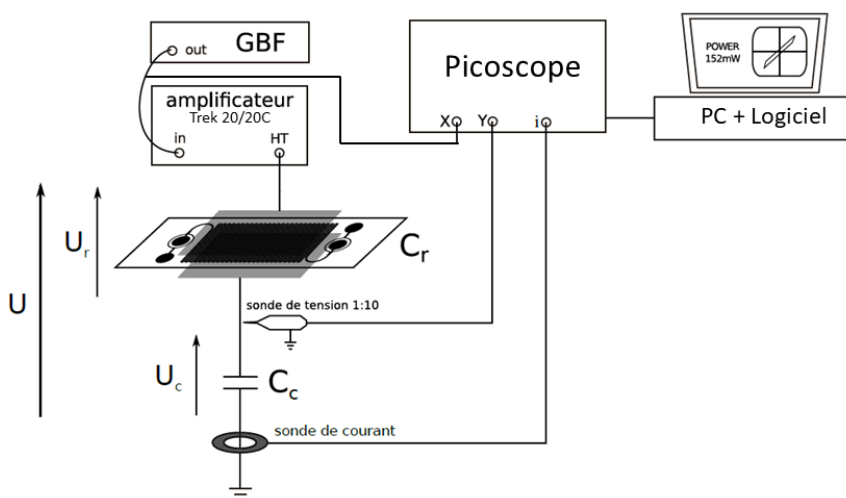 GBF
out
amplificateur
Trek 20/20C
in
HT
Picoscope
X
Y
i
POWER
152mW
PC + Logiciel
U
Ur
Cr
sonde de tension 1:10
Uc
Cc
sonde de courant